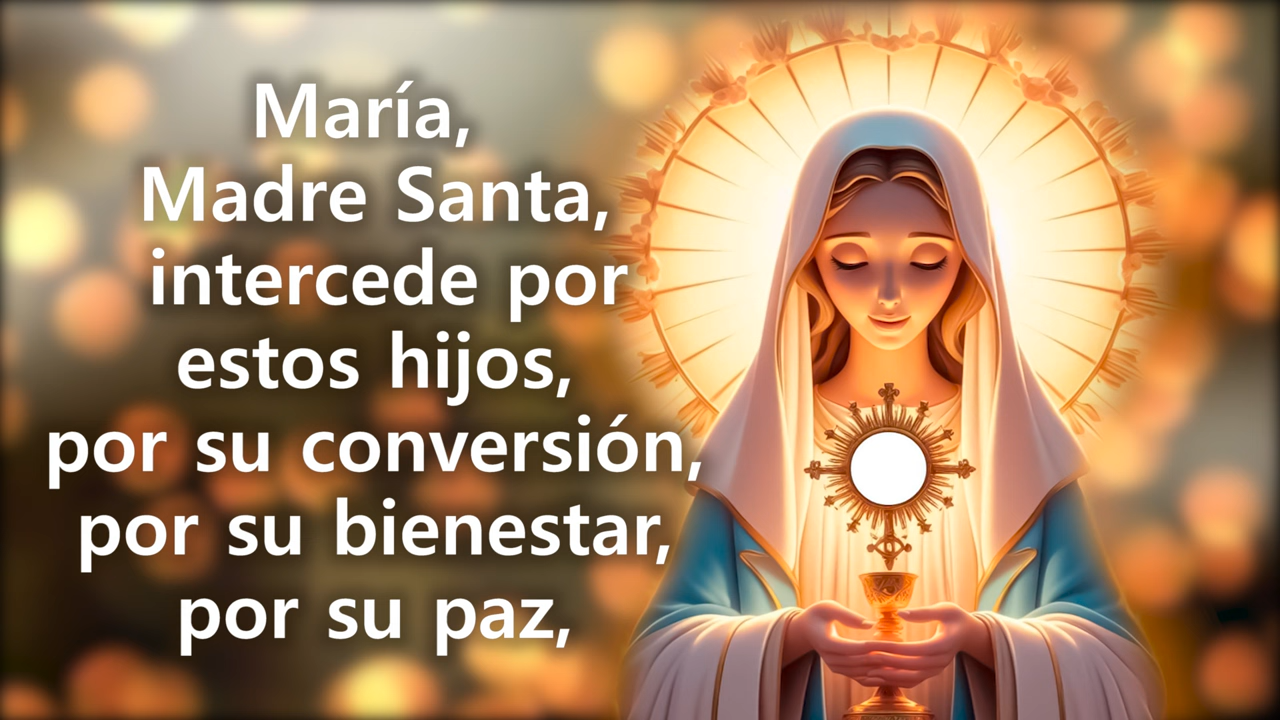 María,
Madre Santa,
intercede por
estos hijos,
por su conversión,
por su bienestar,
por su paz,